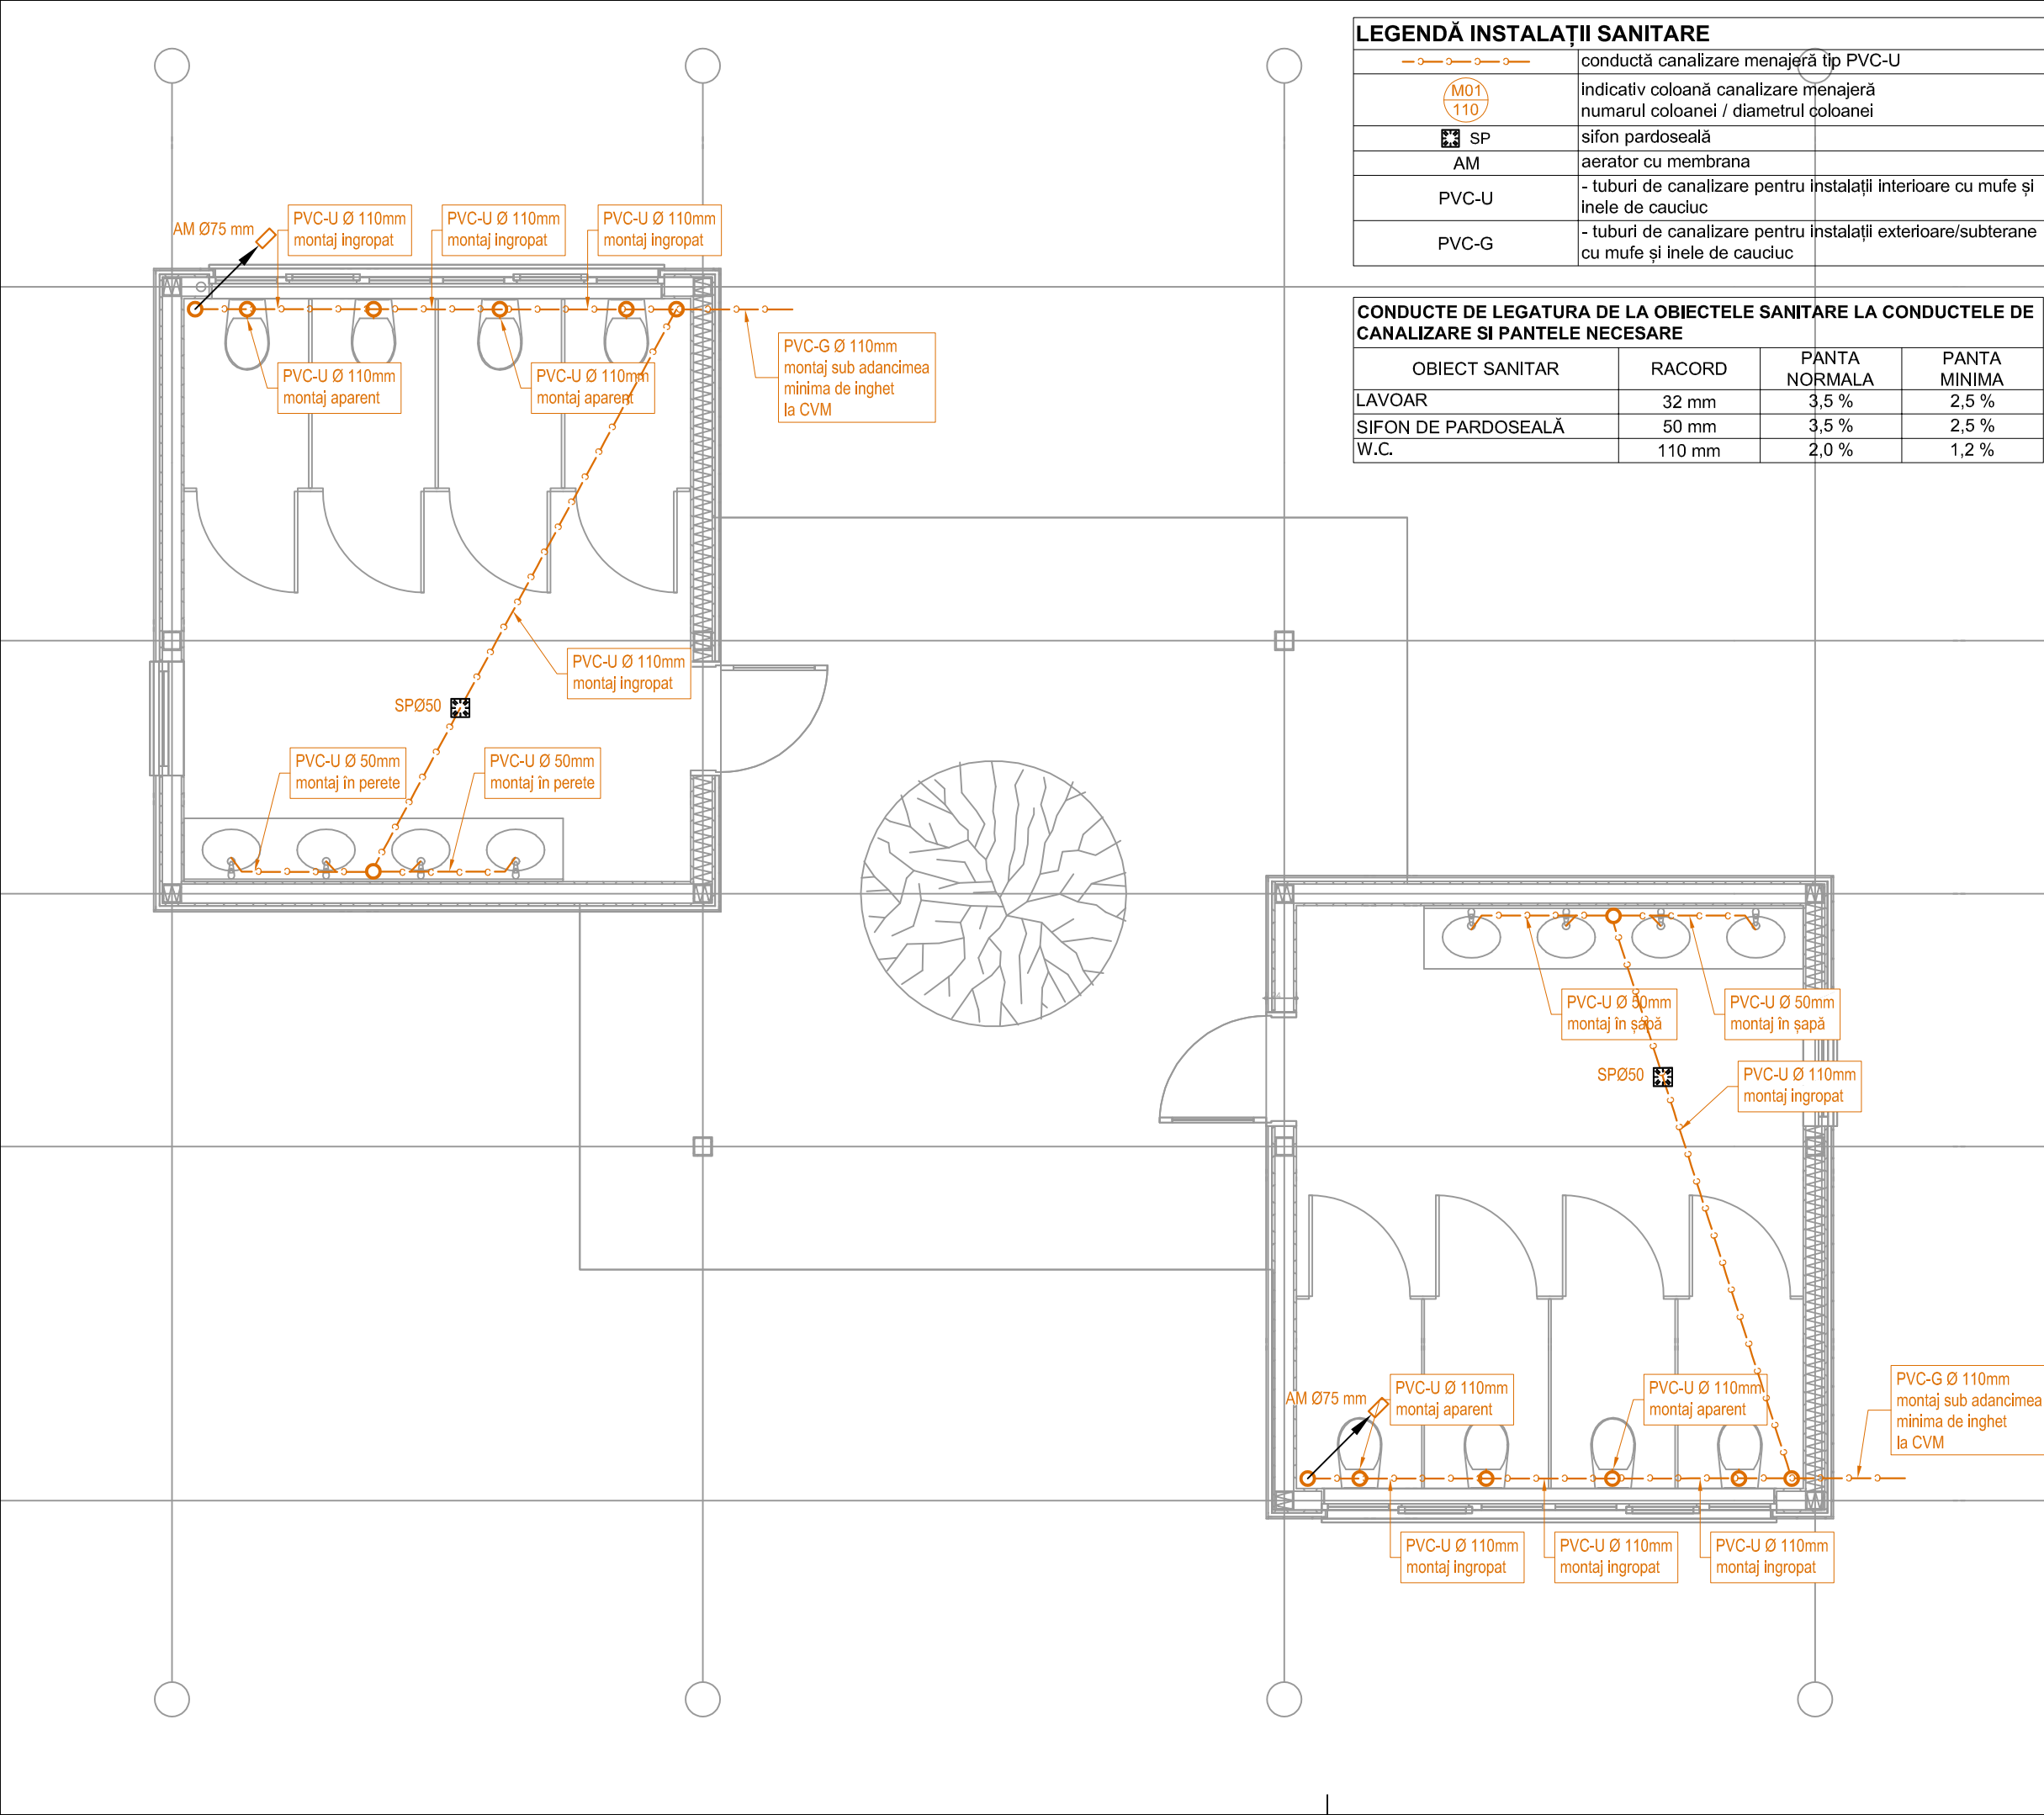 LEGENDĂ INSTALAȚII SANITARE
conductă canalizare menajeră tip PVC-U
M01
110
indicativ coloană canalizare menajeră
numarul coloanei / diametrul coloanei
SP
sifon pardoseală
AM
aerator cu membrana
PVC-U
- tuburi de canalizare pentru instalații interioare cu mufe și
inele de cauciuc
PVC-G
- tuburi de canalizare pentru instalații exterioare/subterane
cu mufe și inele de cauciuc
CONDUCTE DE LEGATURA DE LA OBIECTELE SANITARE LA CONDUCTELE DE
CANALIZARE SI PANTELE NECESARE
OBIECT SANITAR RACORD PANTA NORMALA PANTA MINIMA
LAVOAR 32 mm 3,5 % 2,5 %
SIFON DE PARDOSEALĂ 50 mm 3,5 % 2,5 %
W.C. 110 mm 2,0 % 1,2 %
AM Ø75 mm
PVC-U Ø 110mm
montaj ingropat
PVC-U Ø 110mm
montaj ingropat
PVC-U Ø 110mm
montaj ingropat
PVC-G Ø 110mm
montaj sub adancimea
minima de inghet
la CVM
PVC-U Ø 110mm
montaj aparent
PVC-U Ø 110mm
montaj aparent
PVC-U Ø 110mm
montaj ingropat
SPØ50
PVC-U Ø 50mm
montaj în perete
PVC-U Ø 50mm
montaj în perete
PVC-U Ø 50mm
montaj în șapă
PVC-U Ø 50mm
montaj în șapă
SPØ50
PVC-U Ø 110mm
montaj ingropat
AM Ø75 mm
PVC-U Ø 110mm
montaj aparent
PVC-U Ø 110mm
montaj aparent
PVC-G Ø 110mm
montaj sub adancimea
minima de inghet
la CVM
PVC-U Ø 110mm
montaj ingropat
PVC-U Ø 110mm
montaj ingropat
PVC-U Ø 110mm
montaj ingropat